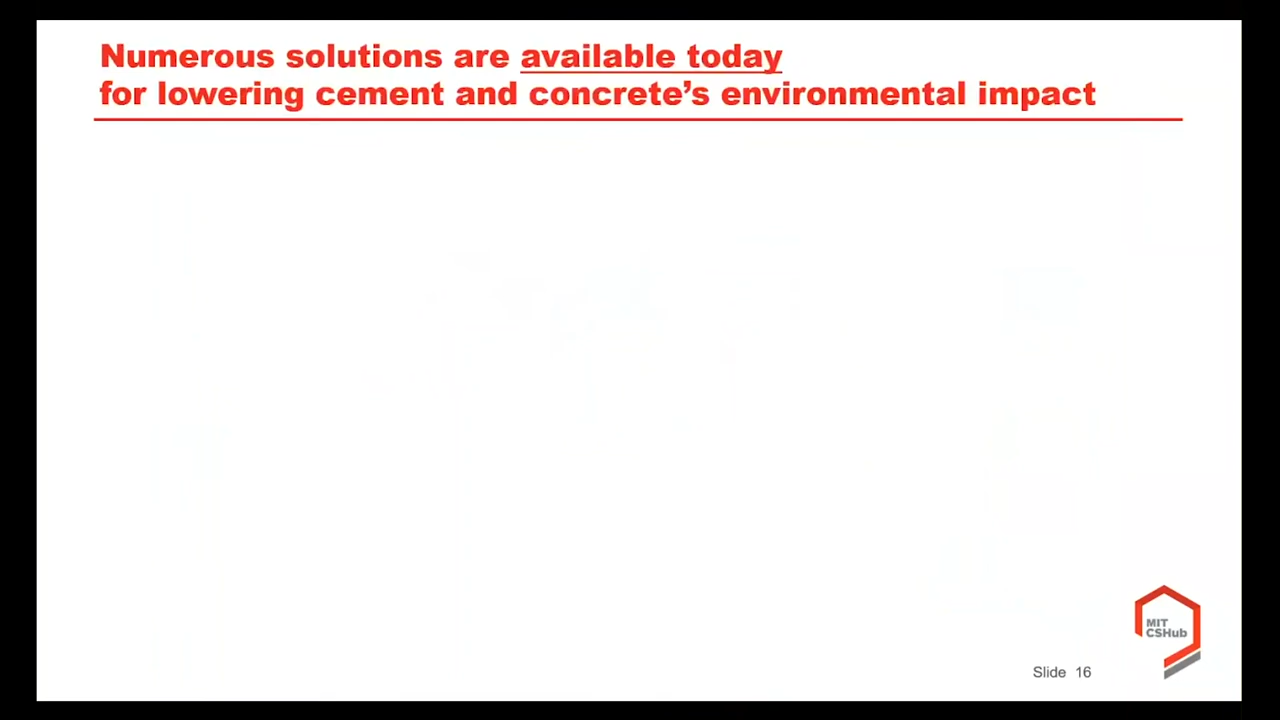 Numerous solutions are available today
for lowering cement and concrete’s environmental impact
MIT
CSHub
Slide 16